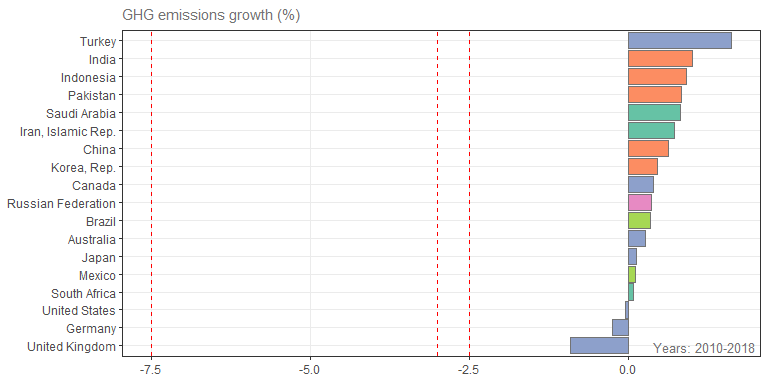 GHG emissions growth (%)
Turkey
India
Indonesia
Pakistan
Saudi Arabia
Iran, Islamic Rep.
China
Korea, Rep.
Canada
Russian Federation
Brazil
Australia
Japan
Mexico
South Africa
United States
Germany
United Kingdom
Years: 2010-2018
-7.5 -5.0 -2.5 0.0